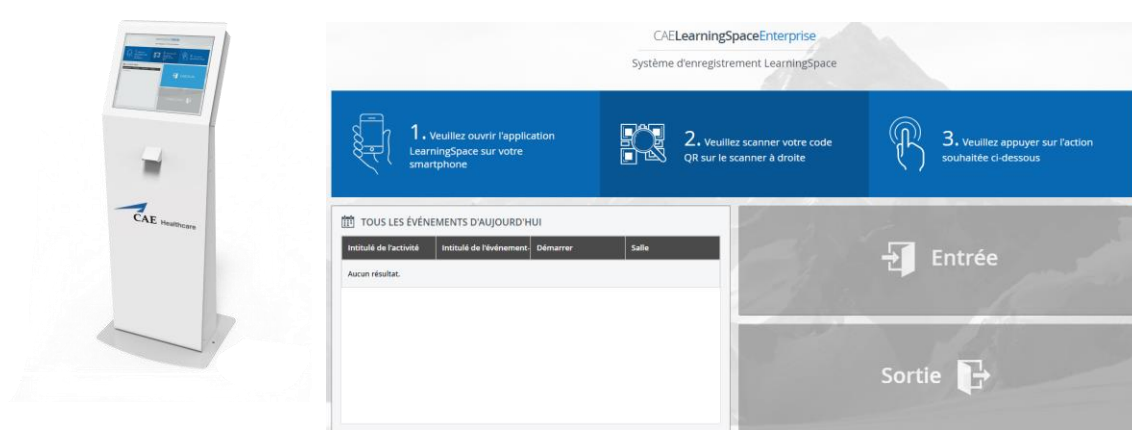 CAE Healthcare
CAELearningSpaceEnterprise
Système d'enregistrement LearningSpace
1. Veuillez ouvrir l'application
LearningSpace sur votre
smartphone
2. Veuillez scanner votre code
QR sur le scanner à droite
3. Veuillez appuyer sur l'action
souhaitée ci-dessous
TOUS LES ÉVÉNEMENTS D'AUJOURD'HUI
Intitulé de l'activité Intitulé de l'événement- Démarrer Salle
Aucun résultat.
Entrée
Sortie